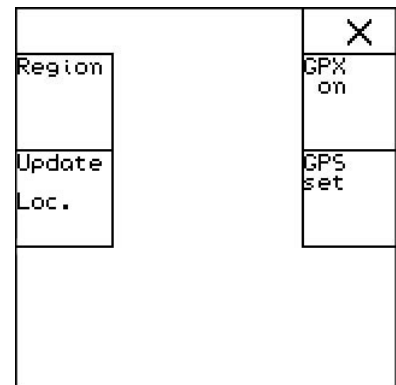 Region
GPX
on
Update
Loc.
GPS
set